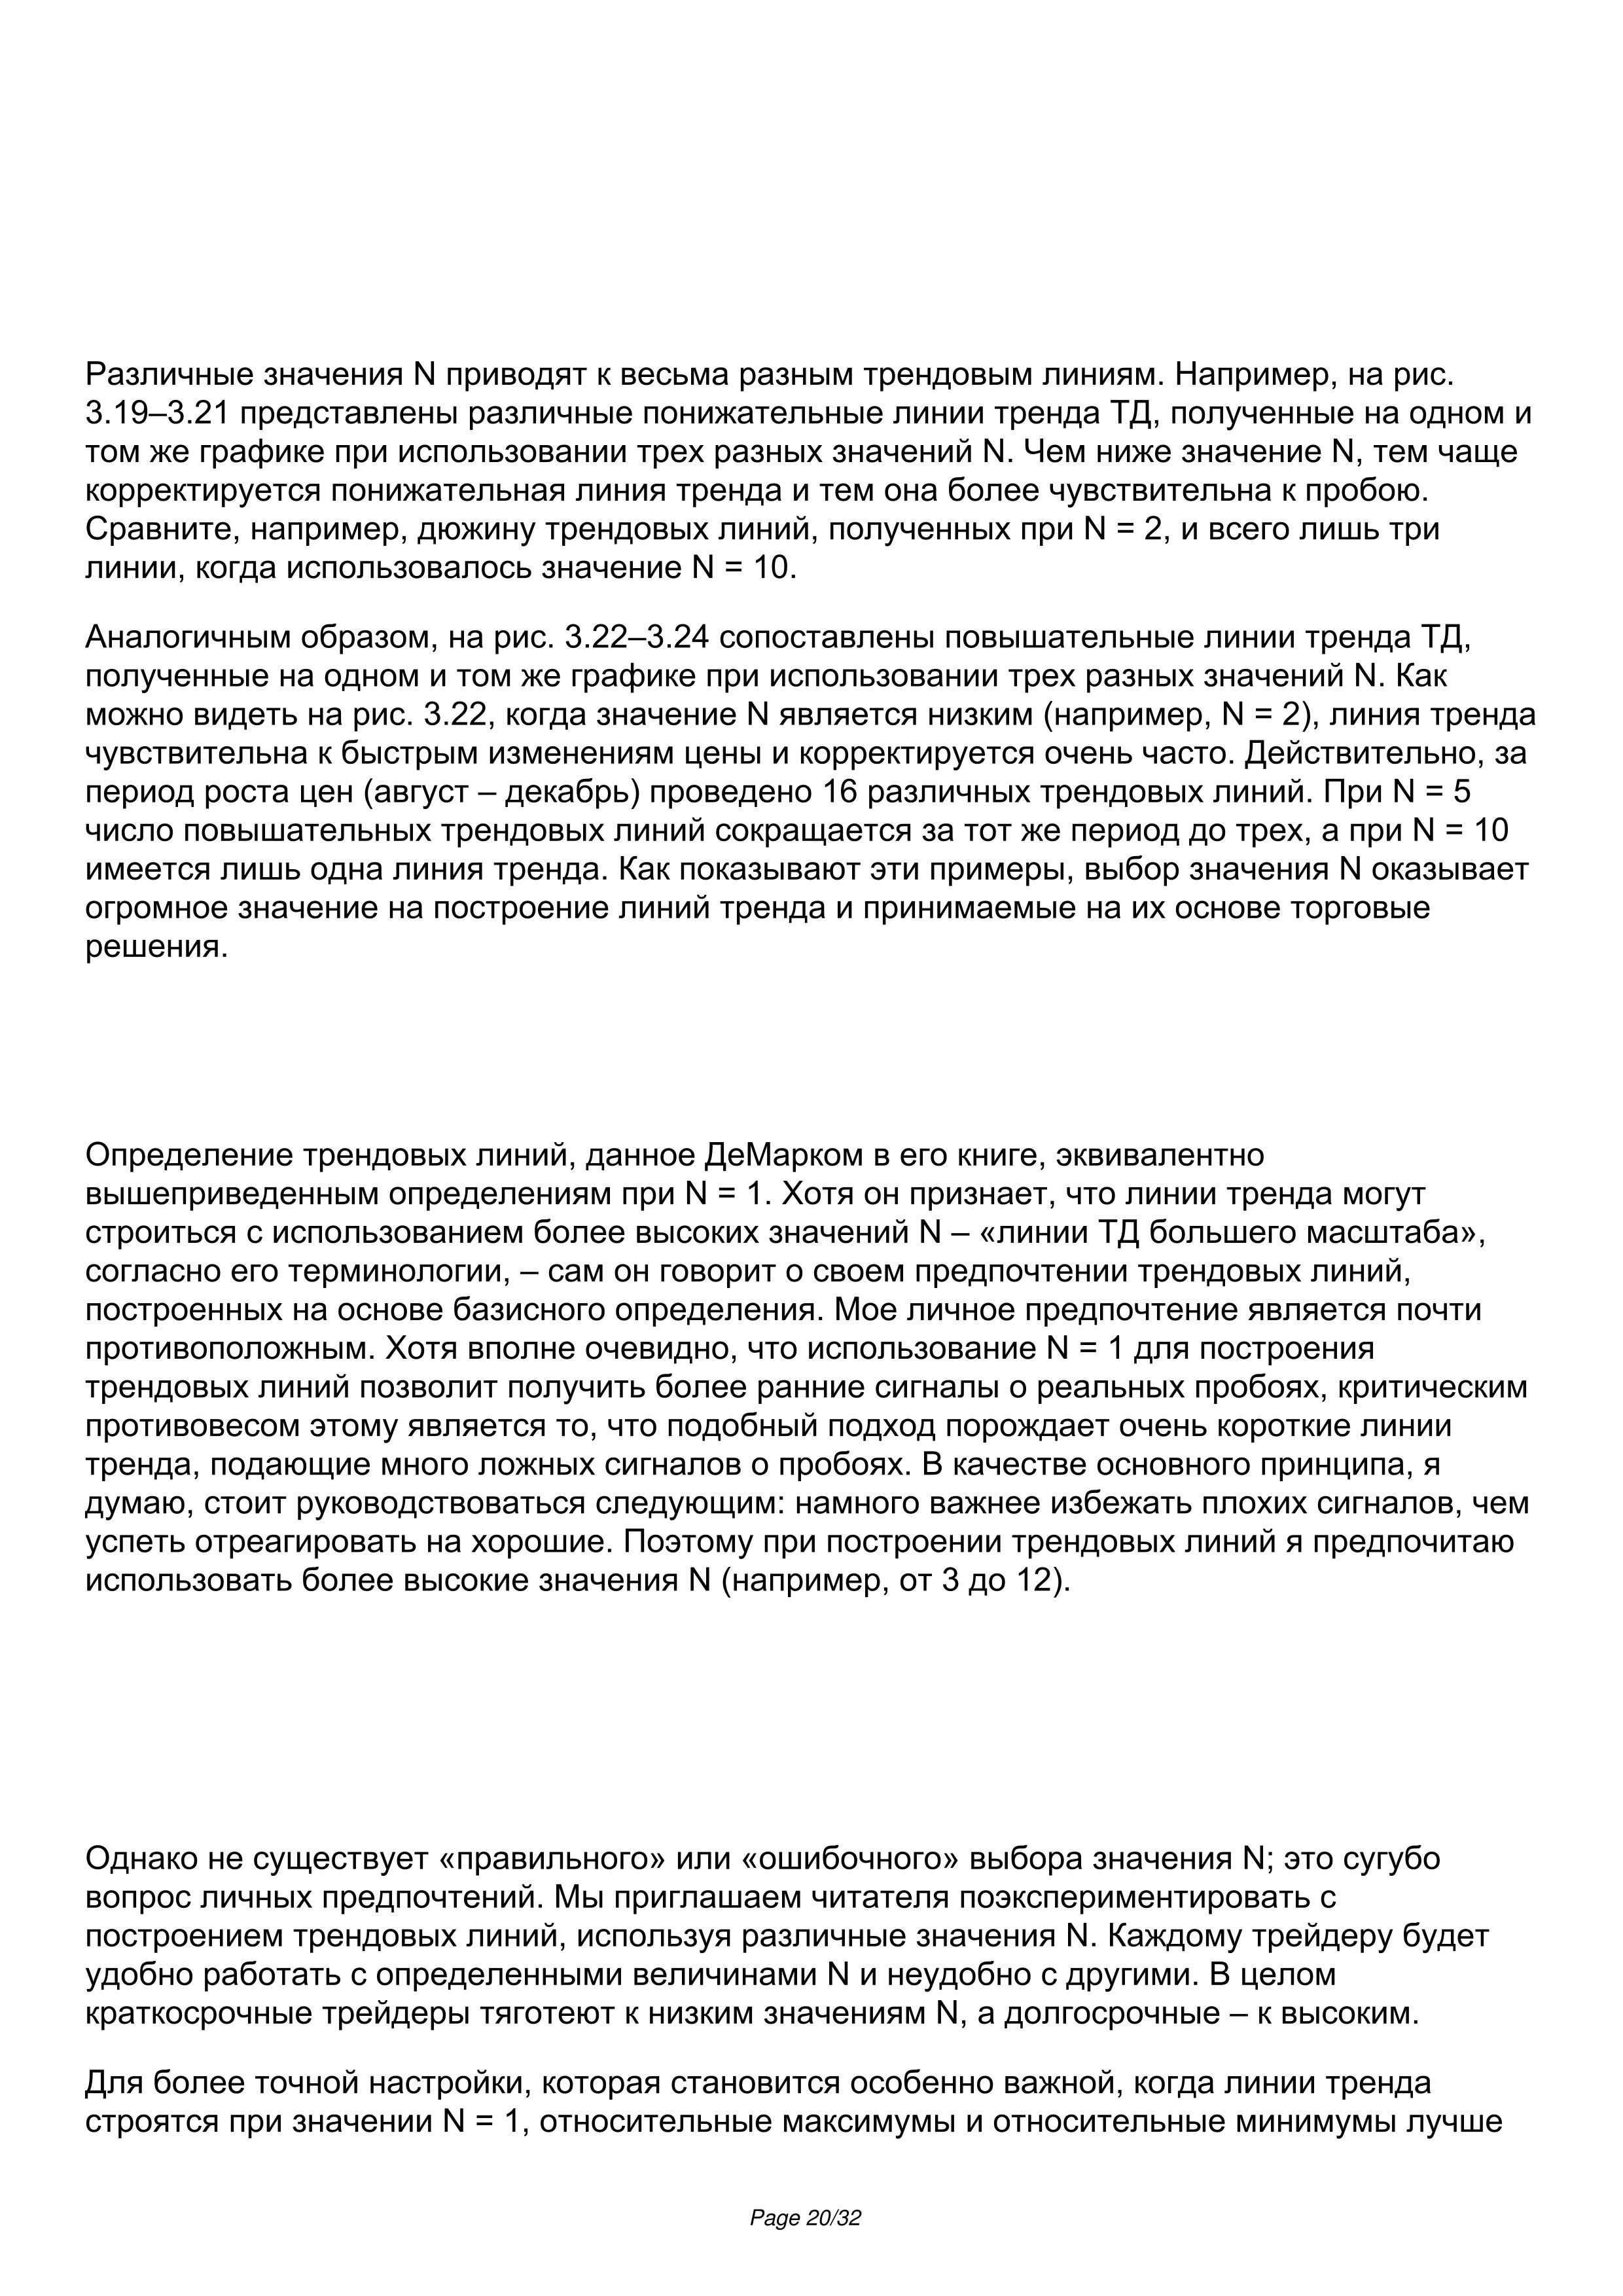 Различные значения N приводят к весьма разным трендовым линиям. Например, на рис.
3.19–3.21 представлены различные понижательные линии тренда ТД, полученные на одном и
том же графике при использовании трех разных значений N. Чем ниже значение N, тем чаще
корректируется понижательная линия тренда и тем она более чувствительна к пробою.
Сравните, например, дюжину трендовых линий, полученных при N = 2, и всего лишь три
линии, когда использовалось значение N = 10.
Аналогичным образом, на рис. 3.22–3.24 сопоставлены повышательные линии тренда ТД,
полученные на одном и том же графике при использовании трех разных значений N. Как
можно видеть на рис. 3.22, когда значение N является низким (например, N = 2), линия тренда
чувствительна к быстрым изменениям цены и корректируется очень часто. Действительно, за
период роста цен (август – декабрь) проведено 16 различных трендовых линий. При N = 5
число повышательных трендовых линий сокращается за тот же период до трех, а при N = 10
имеется лишь одна линия тренда. Как показывают эти примеры, выбор значения N оказывает
огромное значение на построение линий тренда и принимаемые на их основе торговые
решения.
Определение трендовых линий, данное ДеМарком в его книге, эквивалентно
вышеприведенным определениям при N = 1. Хотя он признает, что линии тренда могут
строиться с использованием более высоких значений N – «линии ТД большего масштаба»,
согласно его терминологии, – сам он говорит о своем предпочтении трендовых линий,
построенных на основе базисного определения. Мое личное предпочтение является почти
противоположным. Хотя вполне очевидно, что использование N = 1 для построения
трендовых линий позволит получить более ранние сигналы о реальных пробоях, критическим
противовесом этому является то, что подобный подход порождает очень короткие линии
тренда, подающие много ложных сигналов о пробоях. В качестве основного принципа, я
думаю, стоит руководствоваться следующим: намного важнее избежать плохих сигналов, чем
успеть отреагировать на хорошие. Поэтому при построении трендовых линий я предпочитаю
использовать более высокие значения N (например, от 3 до 12).
Однако не существует «правильного» или «ошибочного» выбора значения N; это сугубо
вопрос личных предпочтений. Мы приглашаем читателя поэкспериментировать с
построением трендовых линий, используя различные значения N. Каждому трейдеру будет
удобно работать с определенными величинами N и неудобно с другими. В целом
краткосрочные трейдеры тяготеют к низким значениям N, а долгосрочные – к высоким.
Для более точной настройки, которая становится особенно важной, когда линии тренда
строятся при значении N = 1, относительные максимумы и относительные минимумы лучше
Page 20/32